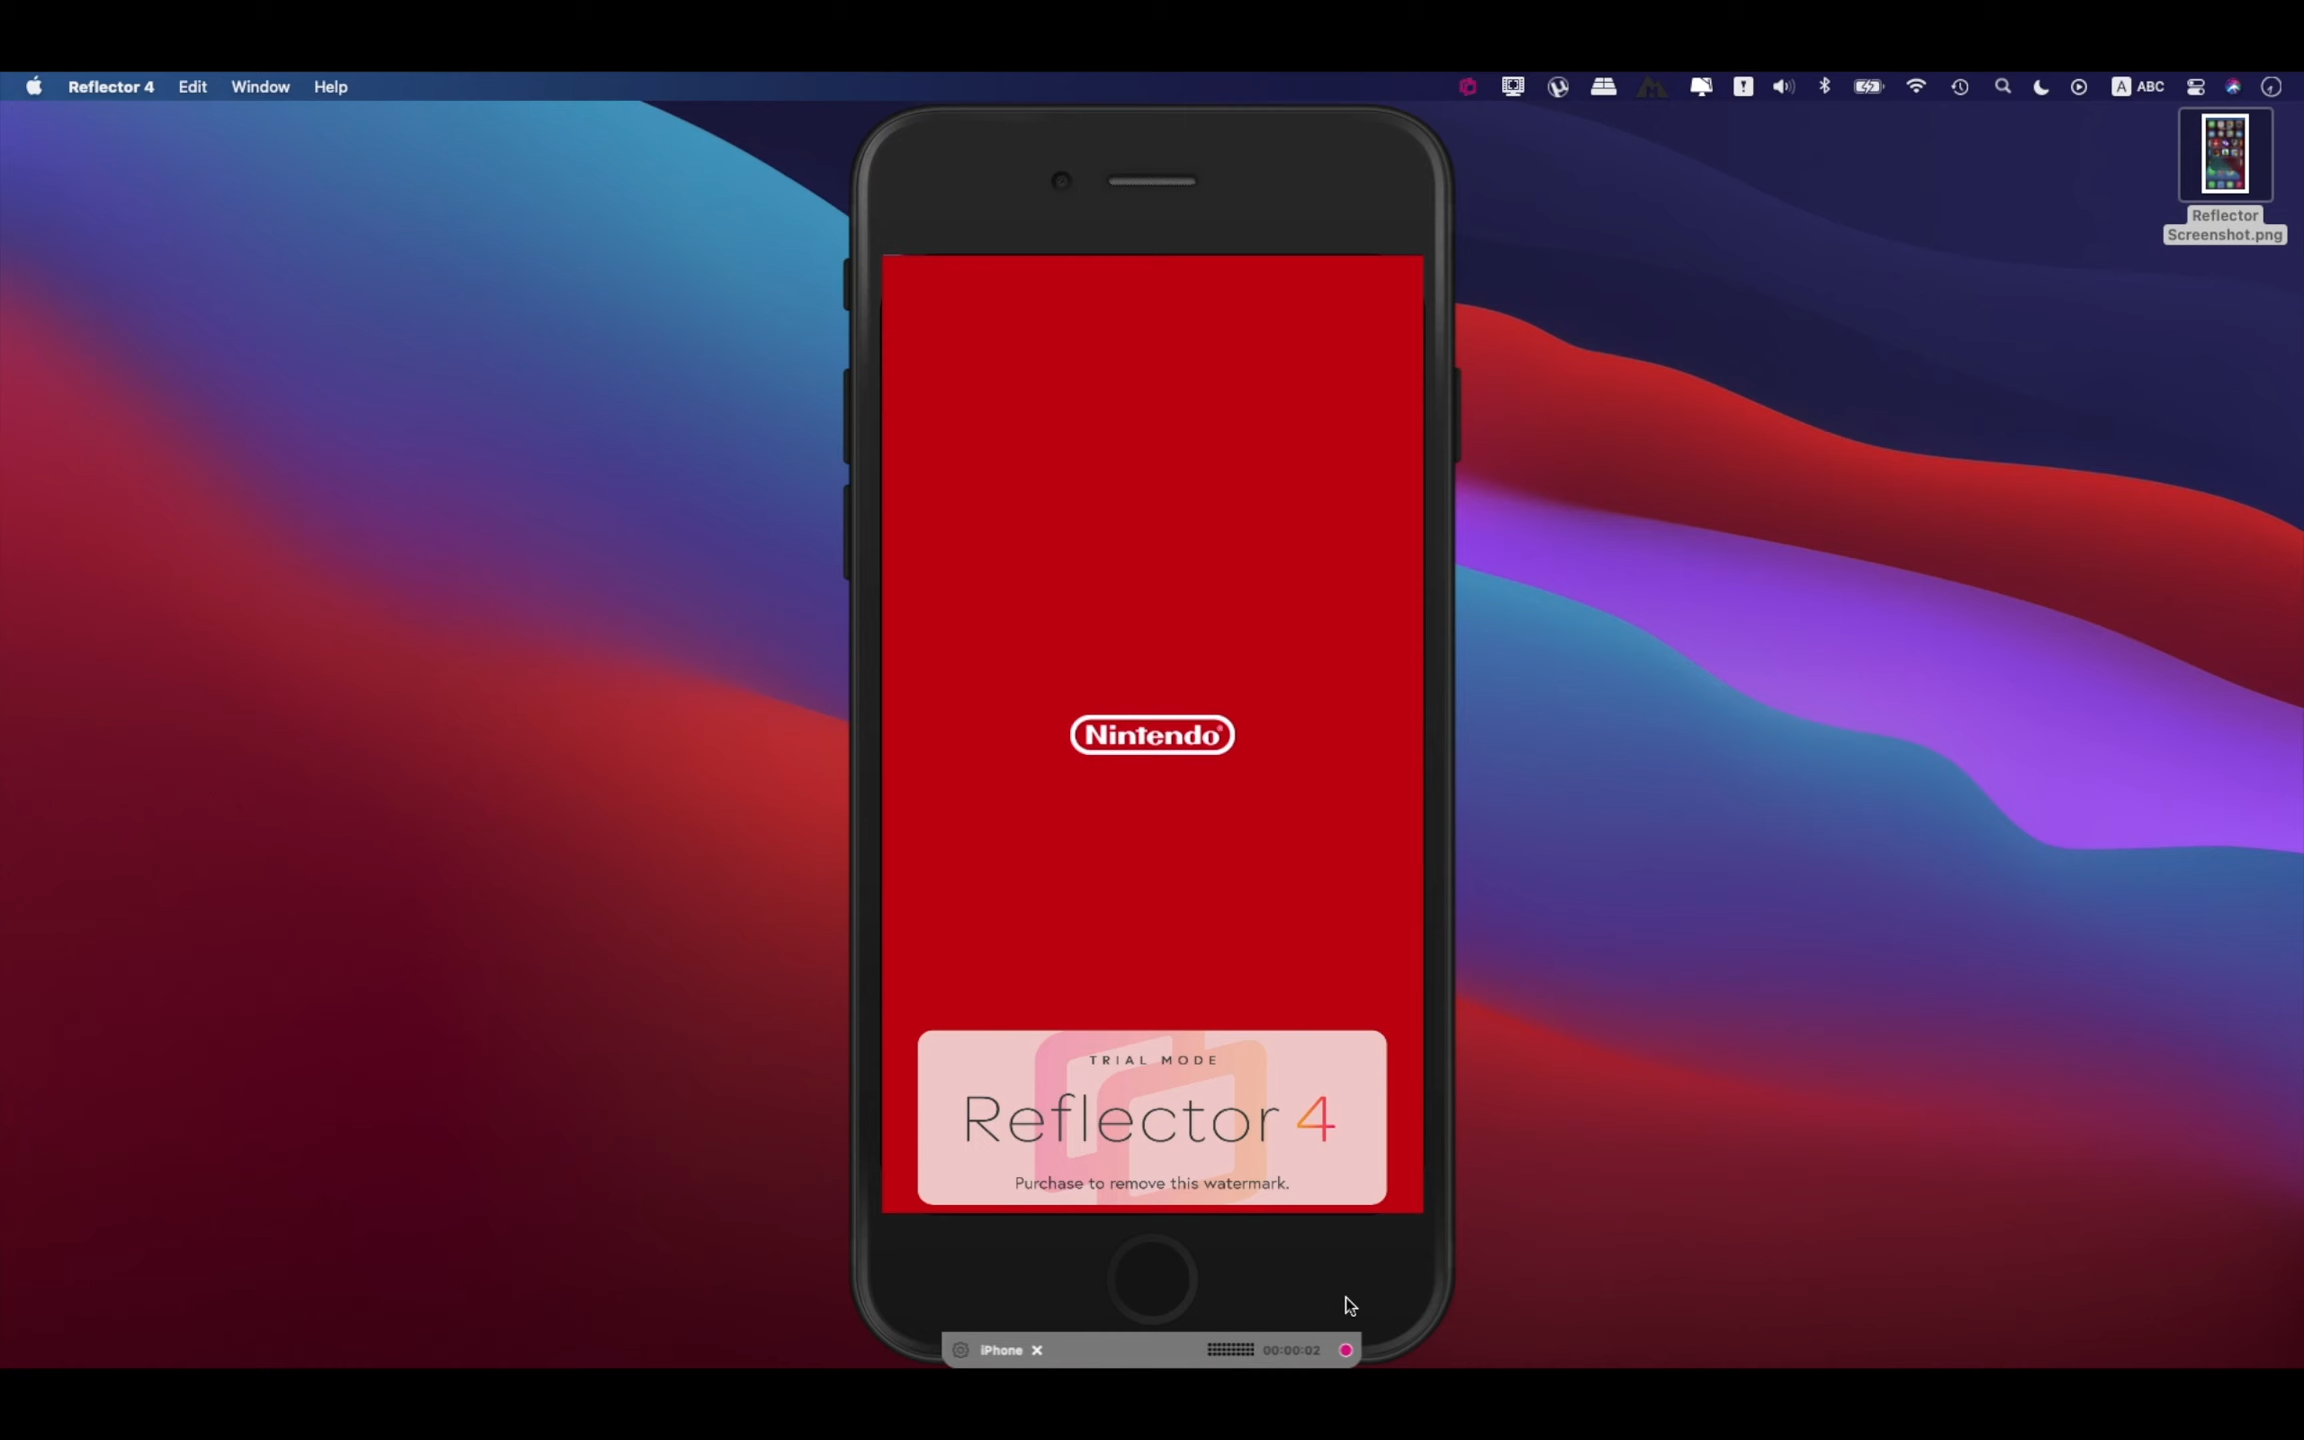 Reflector 4 Edit Window Help A ABC
Reflector
Screenshot.png
Nintendo
TRIAL MODE
Reflector 4
Purchase to remove this watermark.
iPhone 00:00:02